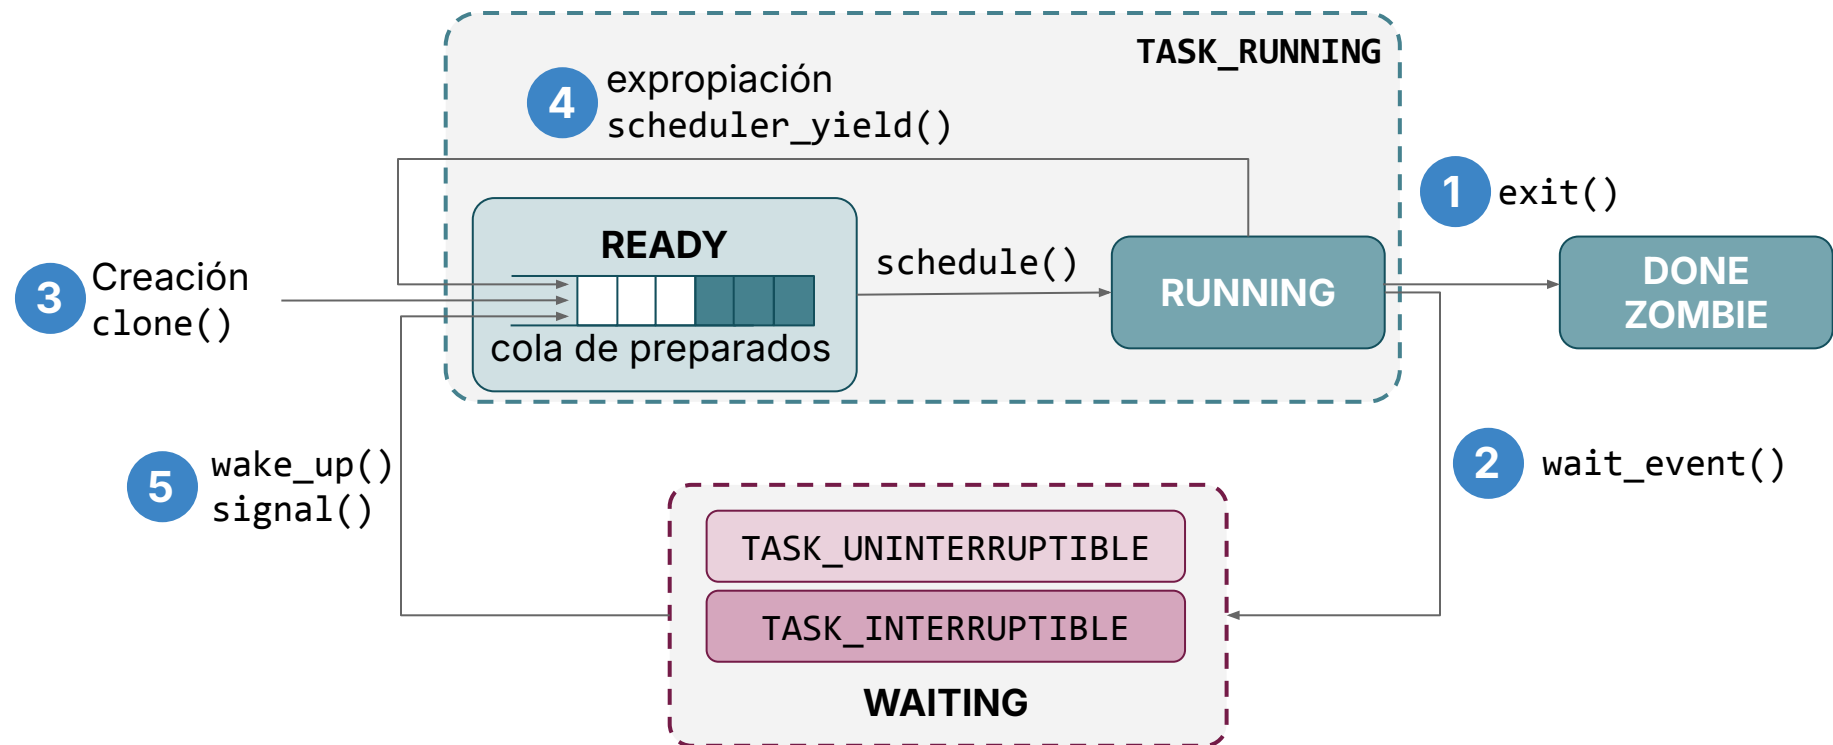 TASK_RUNNING
4
expropiación
scheduler_yield()
1
exit()
READY
schedule()
RUNNING
DONE
ZOMBIE
3
Creación
clone()
cola de preparados
5
wake_up()
signal()
2
wait_event()
TASK_UNINTERRUPTIBLE
TASK_INTERRUPTIBLE
WAITING